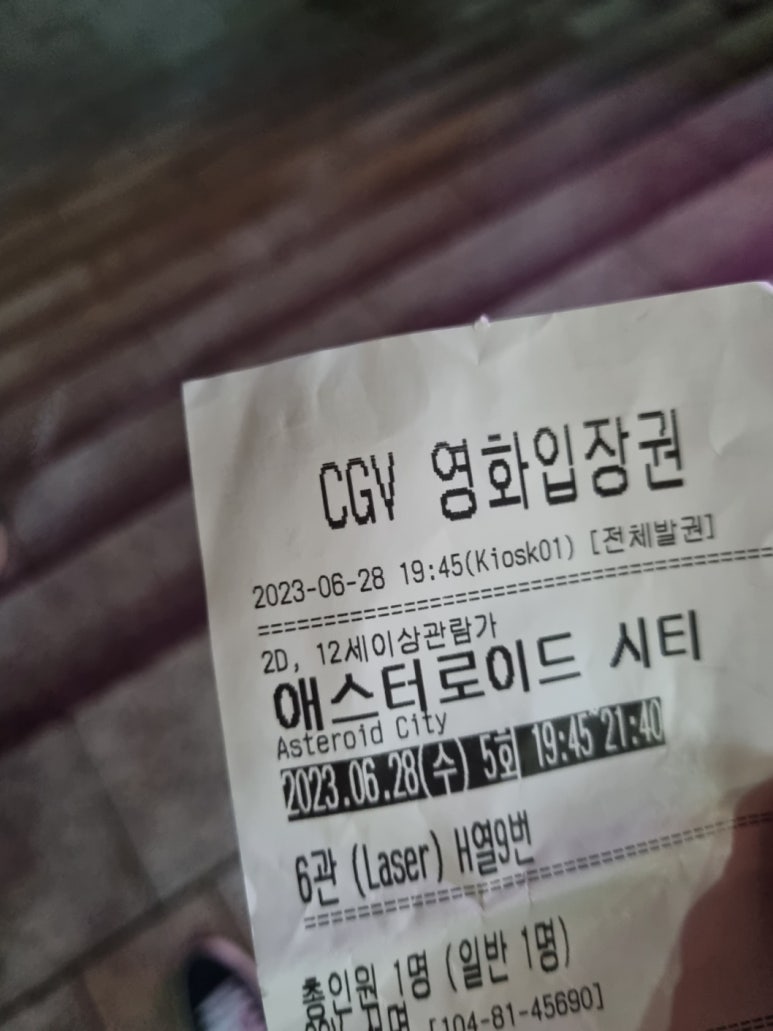 CGV 영화입장권
2023-06-28 19:45(Kiosk01) [전체발권]
2D, 12세이상관람가
애스터로이드 시티
Asteroid City
2023.06.28(수) 5회 19:45~21:40
6관 (Laser) H열9번
총인원 1명 (일반 1명)
[104-81-45690]